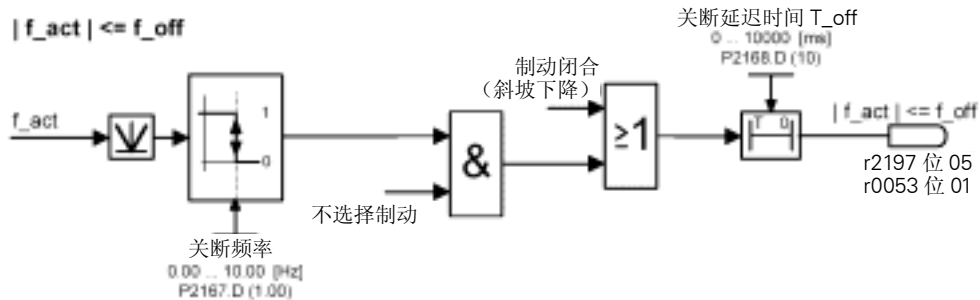 | f_act | <= f_off
关断延迟时间 T_off
0 ... 10000 [ms]
P2168.D (10)
制动闭合
（斜坡下降）
f_act
1
0
&
≥1
T 0
| f_act | <= f_off
r2197 位 05
r0053 位 01
不选择制动
关断频率
0.00 ... 10.00 [Hz]
P2167.D (1.00)